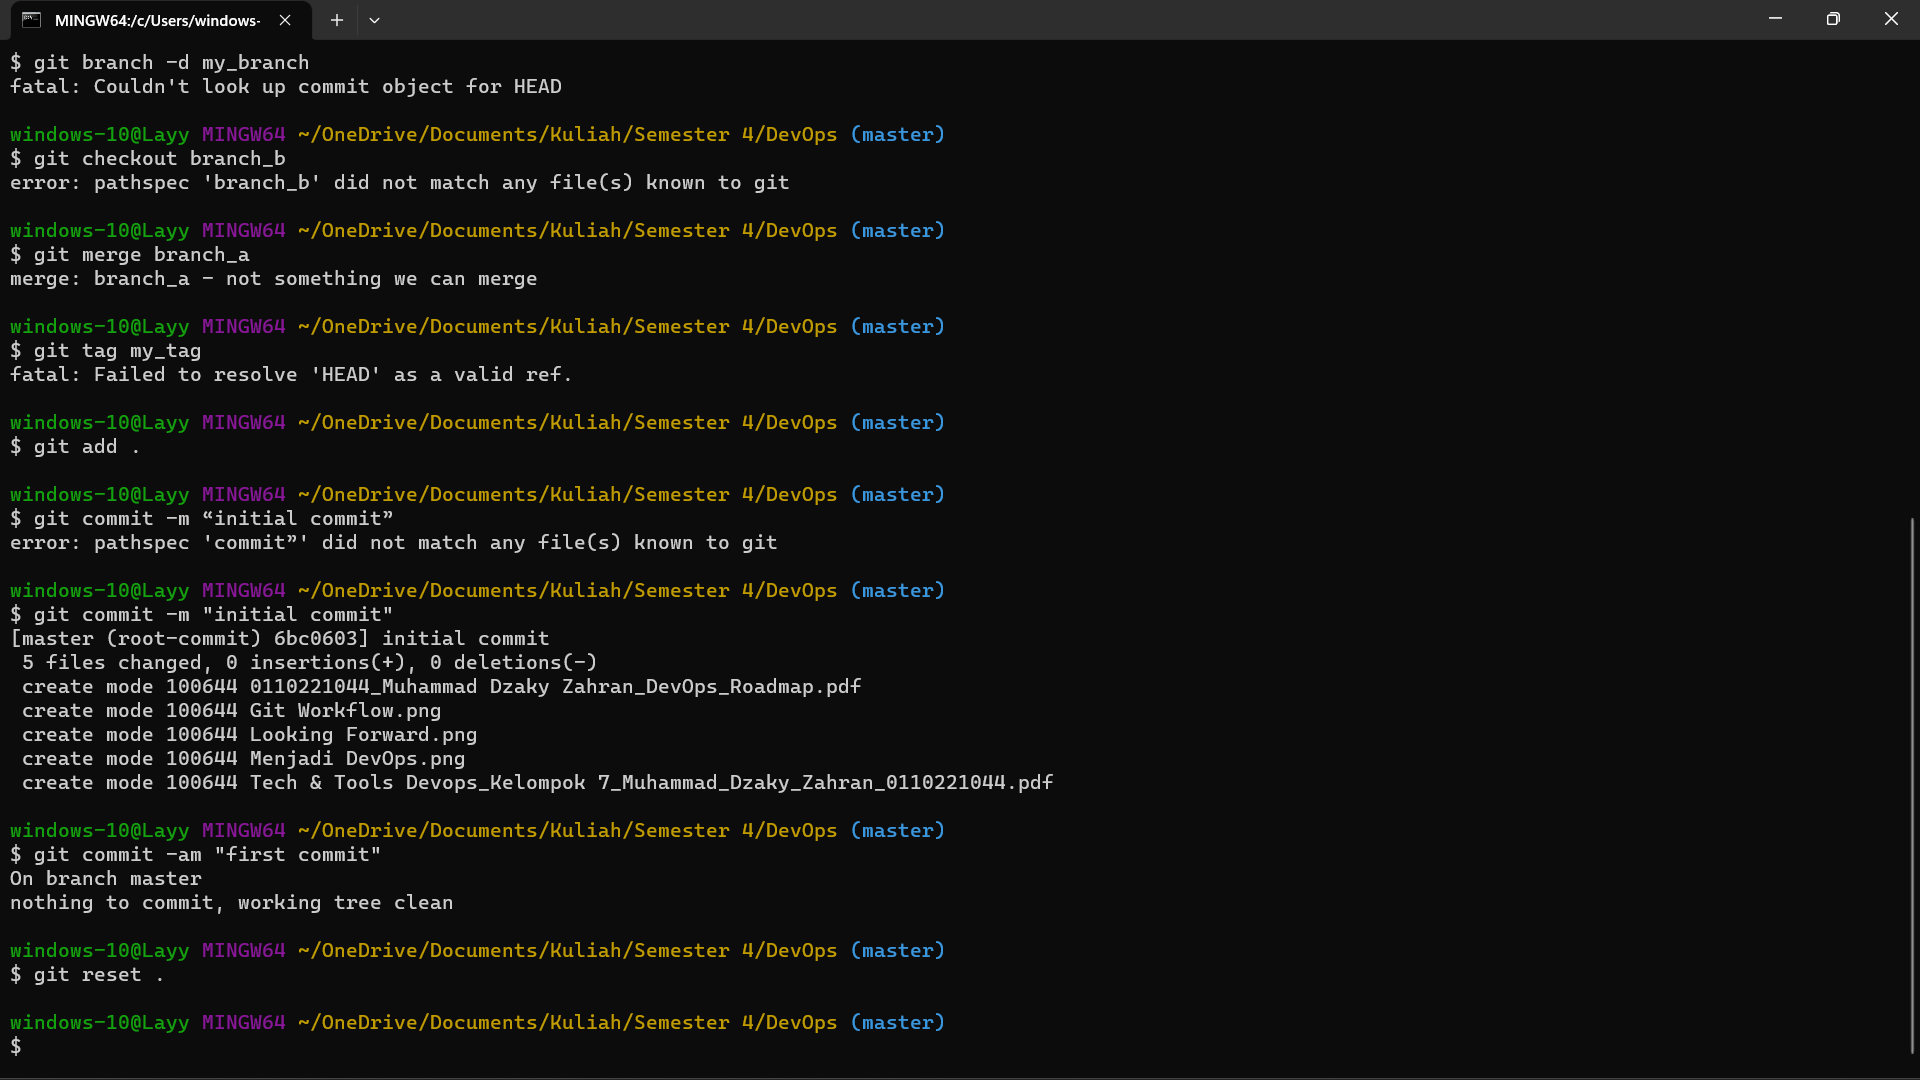 MINGW64:/c/Users/windows-
$ git branch -d my_branch
fatal: Couldn't look up commit object for HEAD
windows-10@Layy MINGW64 ~/OneDrive/Documents/Kuliah/Semester 4/DevOps (master)
$ git checkout branch_b
error: pathspec 'branch_b' did not match any file(s) known to git
windows-10@Layy MINGW64 ~/OneDrive/Documents/Kuliah/Semester 4/DevOps (master)
$ git merge branch_a
merge: branch_a - not something we can merge
windows-10@Layy MINGW64 ~/OneDrive/Documents/Kuliah/Semester 4/DevOps (master)
$ git tag my_tag
fatal: Failed to resolve 'HEAD' as a valid ref.
windows-10@Layy MINGW64 ~/OneDrive/Documents/Kuliah/Semester 4/DevOps (master)
$ git add .
windows-10@Layy MINGW64 ~/OneDrive/Documents/Kuliah/Semester 4/DevOps (master)
$ git commit -m “initial commit”
error: pathspec 'commit”' did not match any file(s) known to git
windows-10@Layy MINGW64 ~/OneDrive/Documents/Kuliah/Semester 4/DevOps (master)
$ git commit -m "initial commit"
[master (root-commit) 6bc0603] initial commit
5 files changed, 0 insertions(+), 0 deletions(-)
create mode 100644 0110221044_Muhammad Dzaky Zahran_DevOps_Roadmap.pdf
create mode 100644 Git Workflow.png
create mode 100644 Looking Forward.png
create mode 100644 Menjadi DevOps.png
create mode 100644 Tech & Tools Devops_Kelompok 7_Muhammad_Dzaky_Zahran_0110221044.pdf
windows-10@Layy MINGW64 ~/OneDrive/Documents/Kuliah/Semester 4/DevOps (master)
$ git commit -am "first commit"
On branch master
nothing to commit, working tree clean
windows-10@Layy MINGW64 ~/OneDrive/Documents/Kuliah/Semester 4/DevOps (master)
$ git reset .
windows-10@Layy MINGW64 ~/OneDrive/Documents/Kuliah/Semester 4/DevOps (master)
$